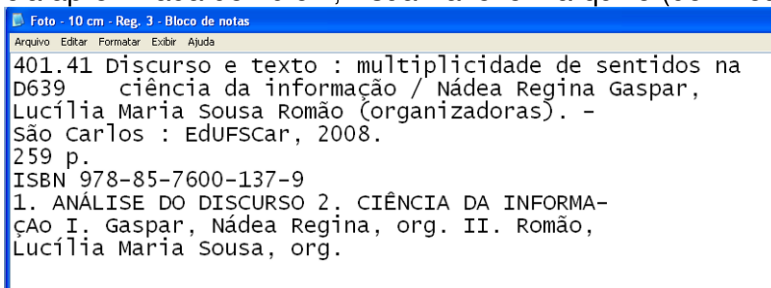 Foto - 10 cm - Reg. 3 - Bloco de notas
Arquivo Editar Formatar Exibir Ajuda
401.41 Discurso e texto : multiplicidade de sentidos na
D639 ciência da informação / Nádea Regina Gaspar,
Lucília Maria Sousa Romão (organizadoras). –
São Carlos : EdUFSCar, 2008.
259 p.
ISBN 978-85-7600-137-9
1. ANÁLISE DO DISCURSO 2. CIÊNCIA DA INFORMA-
çAo I. Gaspar, Nádea Regina, org. II. Romão,
Lucília Maria Sousa, org.